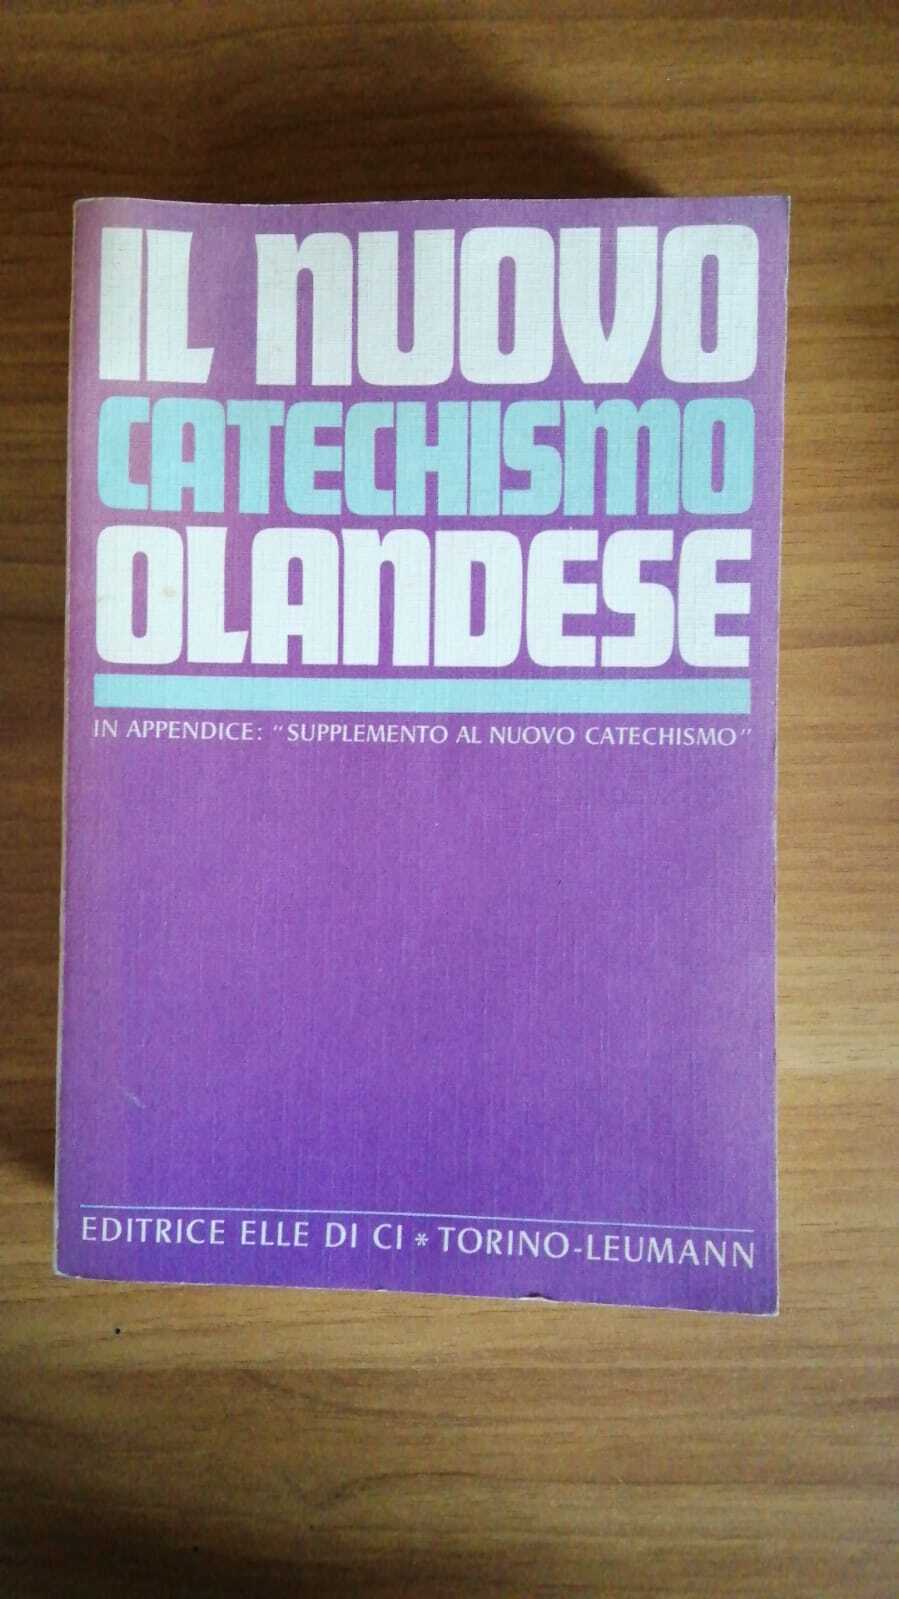 IL NUOVO
CATECHISMO
OLANDESE
IN APPENDICE: "SUPPLEMENTO AL NUOVO CATECHISMO"
EDITRICE ELLE DI CI * TORINO-LEUMANN